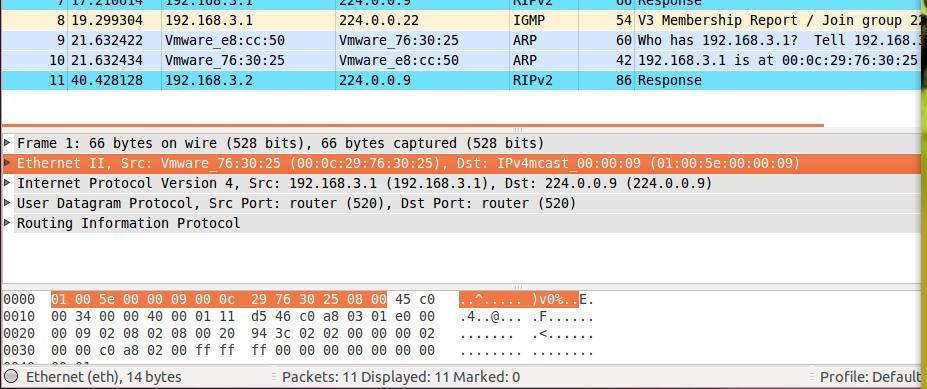 7 17.210614 192.168.3.1 224.0.0.9 RIPv2 66 Response
8 19.299304 192.168.3.1 224.0.0.22 IGMP 54 V3 Membership Report / Join group 22
9 21.632422 Vmware_e8:cc:50 Vmware_76:30:25 ARP 60 Who has 192.168.3.1?  Tell 192.168.3.
10 21.632434 Vmware_76:30:25 Vmware_e8:cc:50 ARP 42 192.168.3.1 is at 00:0c:29:76:30:25
11 40.428128 192.168.3.2 224.0.0.9 RIPv2 86 Response
Frame 1: 66 bytes on wire (528 bits), 66 bytes captured (528 bits)
Ethernet II, Src: Vmware_76:30:25 (00:0c:29:76:30:25), Dst: IPv4mcast_00:00:09 (01:00:5e:00:00:09)
Internet Protocol Version 4, Src: 192.168.3.1 (192.168.3.1), Dst: 224.0.0.9 (224.0.0.9)
User Datagram Protocol, Src Port: router (520), Dst Port: router (520)
Routing Information Protocol
0000 01 00 5e 00 00 09 00 0c 29 76 30 25 08 00 45 c0 ..^..... )v0%..E.
0010 00 34 00 00 40 00 01 11 d5 46 c0 a8 03 01 e0 00 .4..@... .F......
0020 00 09 02 08 02 08 00 20 94 3c 02 02 00 00 00 02 ....... .<......
0030 00 00 c0 a8 02 00 ff ff ff 00 00 00 00 00 00 00 ........ ........
Ethernet (eth), 14 bytes Packets: 11 Displayed: 11 Marked: 0 Profile: Default